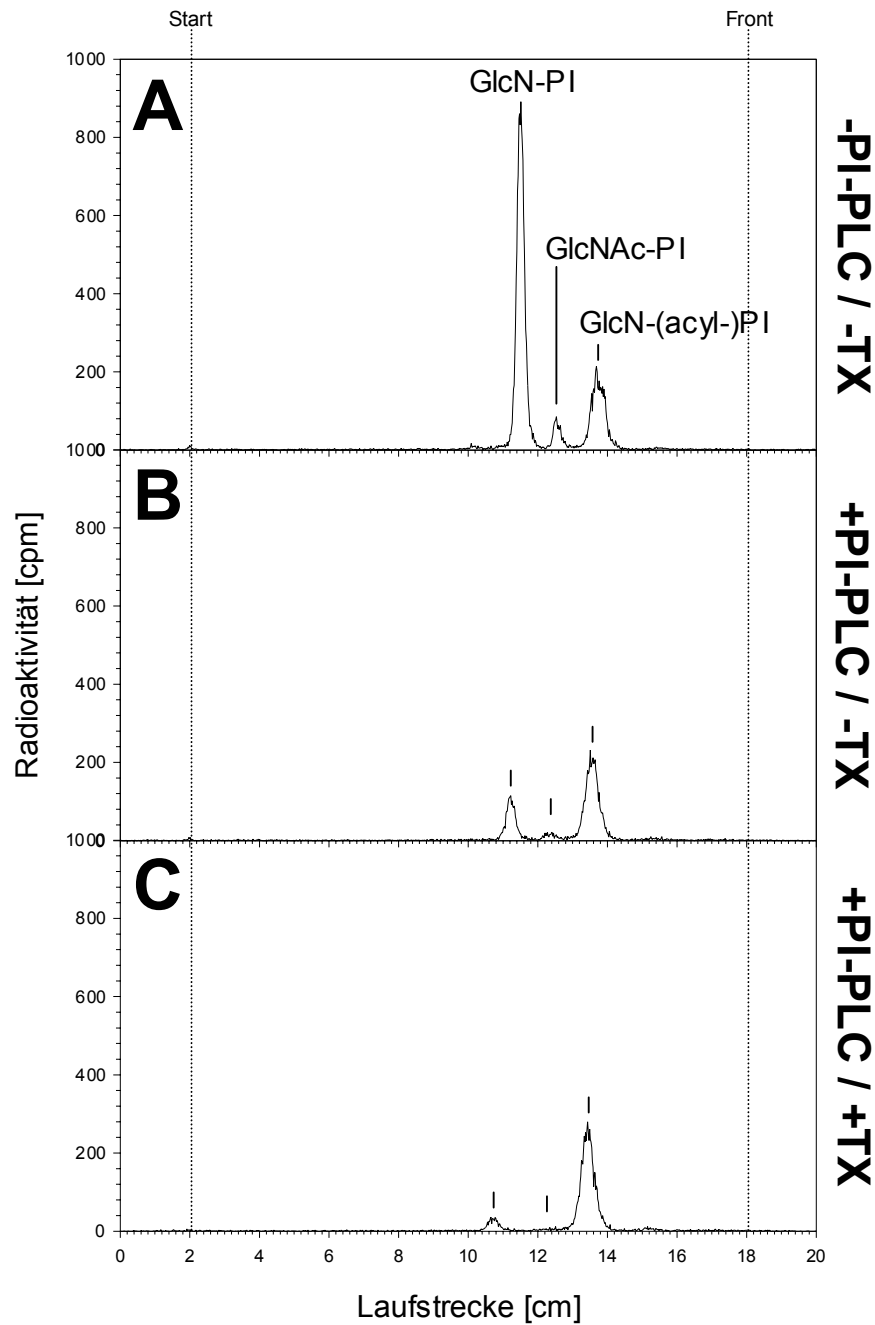 Start
Front
1000
A
GlcN-PI
800
600
GlcNAc-PI
400
GlcN-(acyl-)PI
200
0
-PI-PLC / -TX
1000
B
800
600
400
200
0
+PI-PLC / -TX
Radioaktivität [cpm]
1000
C
800
600
400
200
0
+PI-PLC / +TX
0 2 4 6 8 10 12 14 16 18 20
Laufstrecke [cm]